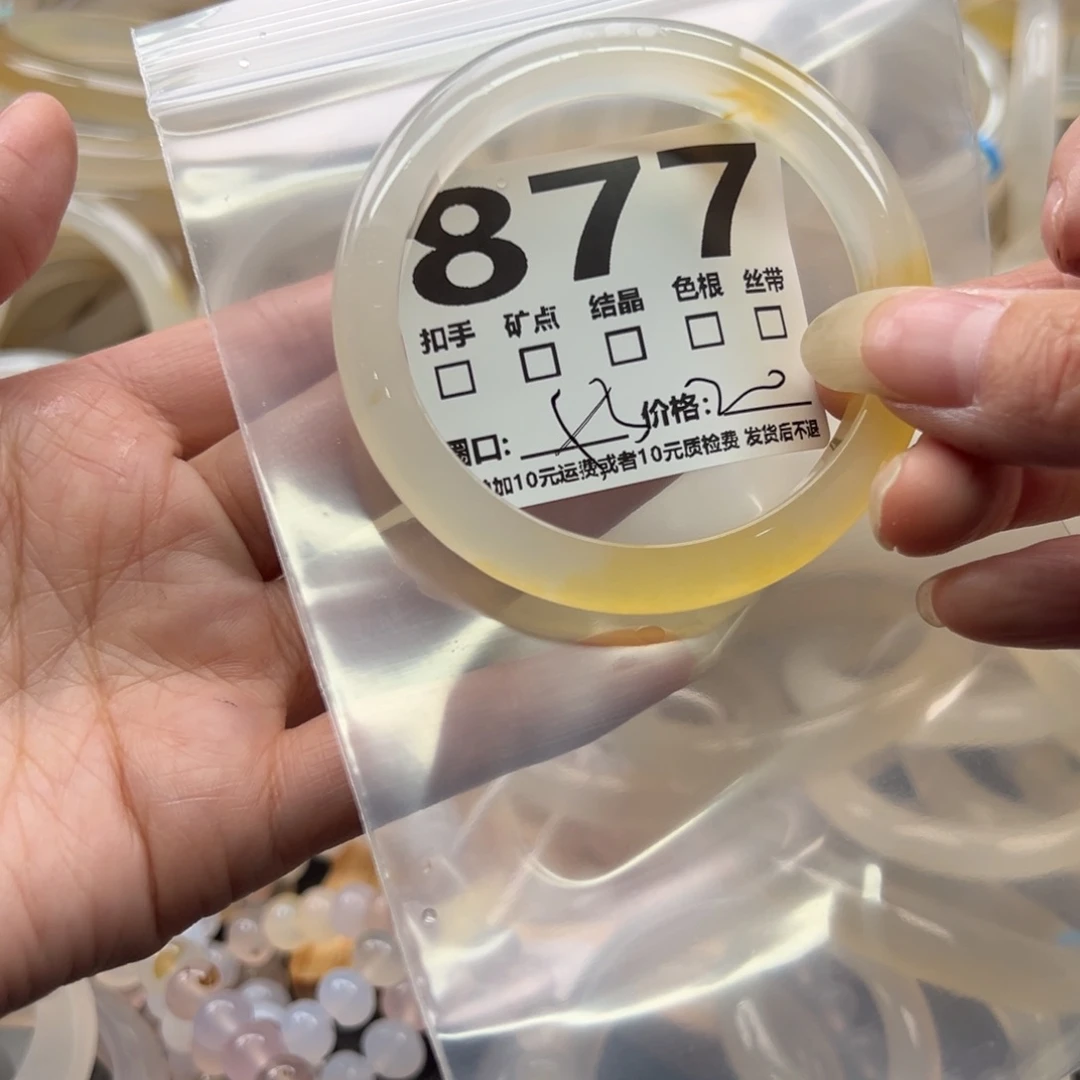 877
扣手 矿点 结晶 色根 丝带
圈口: 价格:
加10元运费或者10元质检费 发货后不退